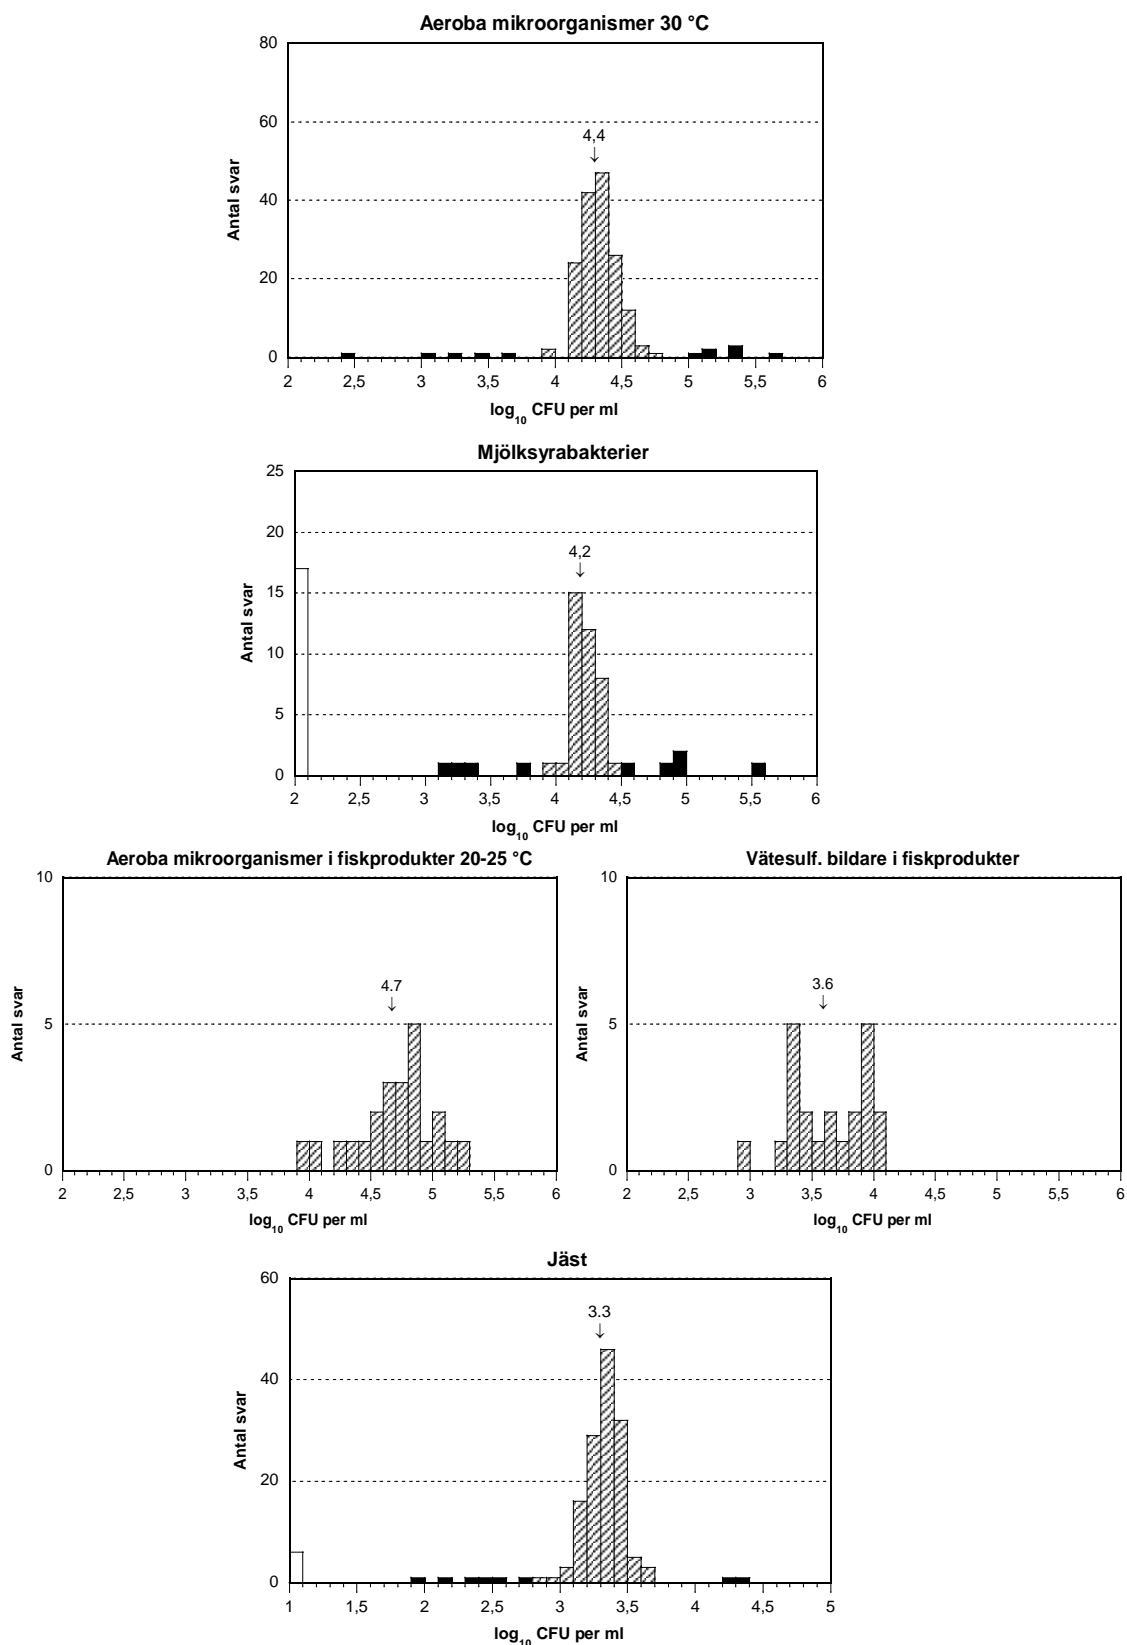 Aeroba mikroorganismer 30 °C
80
60
40
20
0
Antal svar
4,4
↓
2 2,5 3 3,5 4 4,5 5 5,5 6
log10 CFU per ml
Mjölksyrabakterier
25
20
15
10
5
0
Antal svar
4,2
↓
2 2,5 3 3,5 4 4,5 5 5,5 6
log10 CFU per ml
Aeroba mikroorganismer i fiskprodukter 20-25 °C
10
5
0
Antal svar
4.7
↓
2 2,5 3 3,5 4 4,5 5 5,5 6
log10 CFU per ml
Vätesulf. bildare i fiskprodukter
10
5
0
Antal svar
3.6
↓
2 2,5 3 3,5 4 4,5 5 5,5 6
log10 CFU per ml
Jäst
60
40
20
0
Antal svar
3.3
↓
1 1,5 2 2,5 3 3,5 4 4,5 5
log10 CFU per ml